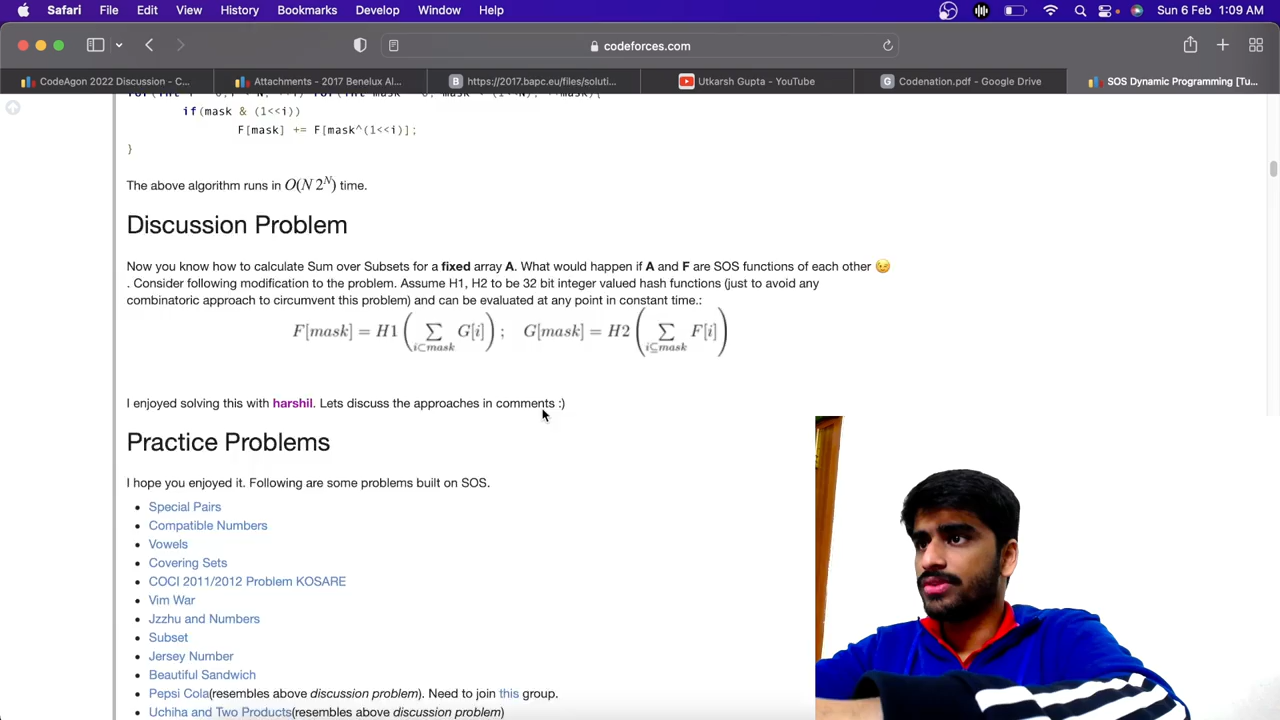 Safari File Edit View History Bookmarks Develop Window Help Sun 6 Feb 1:09 AM
codeforces.com
CodeAgon 2022 Discussion - C... Attachments - 2017 Benelux Al... B https://2017.bapc.eu/files/soluti... Utkarsh Gupta - YouTube G Codenation.pdf - Google Drive SOS Dynamic Programming [Tu...
if(mask & (1<<i))
F[mask] += F[mask^(1<<i)];
}
The above algorithm runs in O(N 2^N) time.
Discussion Problem
Now you know how to calculate Sum over Subsets for a fixed array A. What would happen if A and F are SOS functions of each other 😉
. Consider following modification to the problem. Assume H1, H2 to be 32 bit integer valued hash functions (just to avoid any
combinatoric approach to circumvent this problem) and can be evaluated at any point in constant time.:
F[mask] = H1 ( ∑ i⊂mask G[i] ) ; G[mask] = H2 ( ∑ i⊆mask F[i] )
I enjoyed solving this with harshil. Lets discuss the approaches in comments :)
Practice Problems
I hope you enjoyed it. Following are some problems built on SOS.
• Special Pairs
• Compatible Numbers
• Vowels
• Covering Sets
• COCI 2011/2012 Problem KOSARE
• Vim War
• Jzzhu and Numbers
• Subset
• Jersey Number
• Beautiful Sandwich
• Pepsi Cola(resembles above discussion problem). Need to join this group.
• Uchiha and Two Products(resembles above discussion problem)